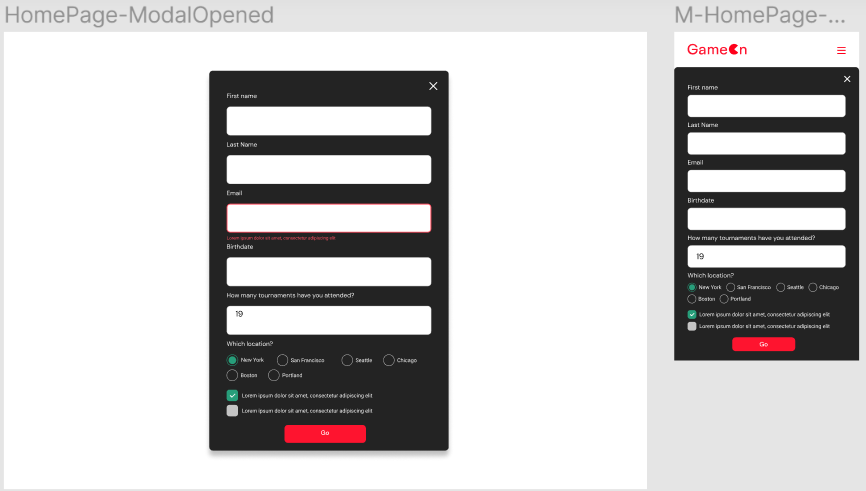 HomePage-ModalOpened
First name
Last Name
Email
Lorem ipsum dolor sit amet, consectetur adipiscing elit
Birthdate
How many tournaments have you attended?
19
Which location?
New York San Francisco Seattle Chicago
Boston Portland
Lorem ipsum dolor sit amet, consectetur adipiscing elit
Lorem ipsum dolor sit amet, consectetur adipiscing elit
Go
M-HomePage-...
GameOn
First name
Last Name
Email
Birthdate
How many tournaments have you attended?
19
Which location?
New York San Francisco Seattle Chicago
Boston Portland
Lorem ipsum dolor sit amet, consectetur adipiscing elit
Lorem ipsum dolor sit amet, consectetur adipiscing elit
Go